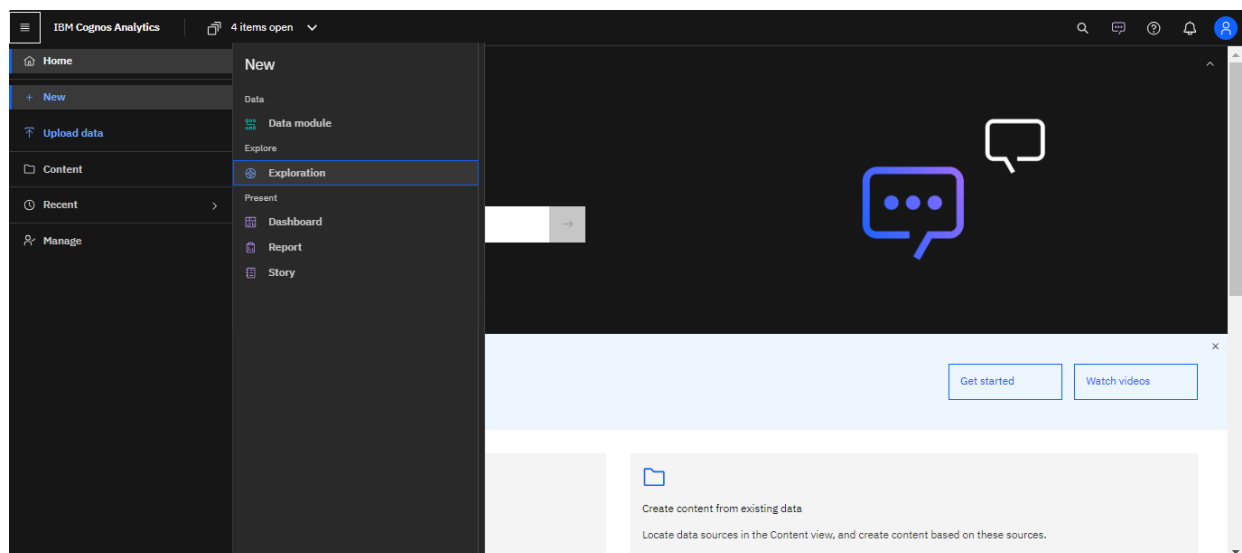 IBM Cognos Analytics
4 items open
Home
New
Upload data
Content
Recent
Manage
New
Data
Data module
Explore
Exploration
Present
Dashboard
Report
Story
Get started
Watch videos
Create content from existing data
Locate data sources in the Content view, and create content based on these sources.